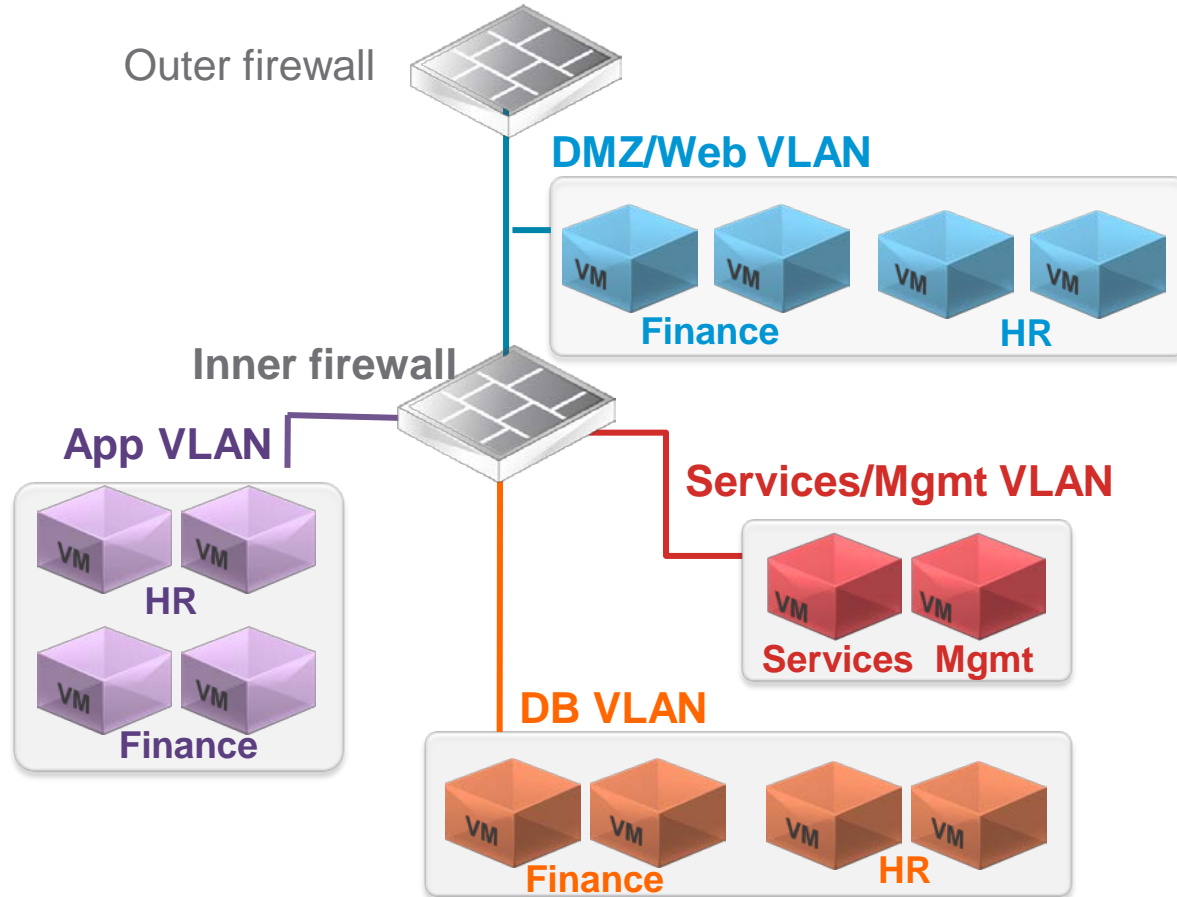 Outer firewall
DMZ/Web VLAN
VM VM VM VM
Finance HR
Inner firewall
App VLAN
VM VM
HR
VM VM
Finance
Services/Mgmt VLAN
VM VM
Services Mgmt
DB VLAN
VM VM VM VM
Finance HR